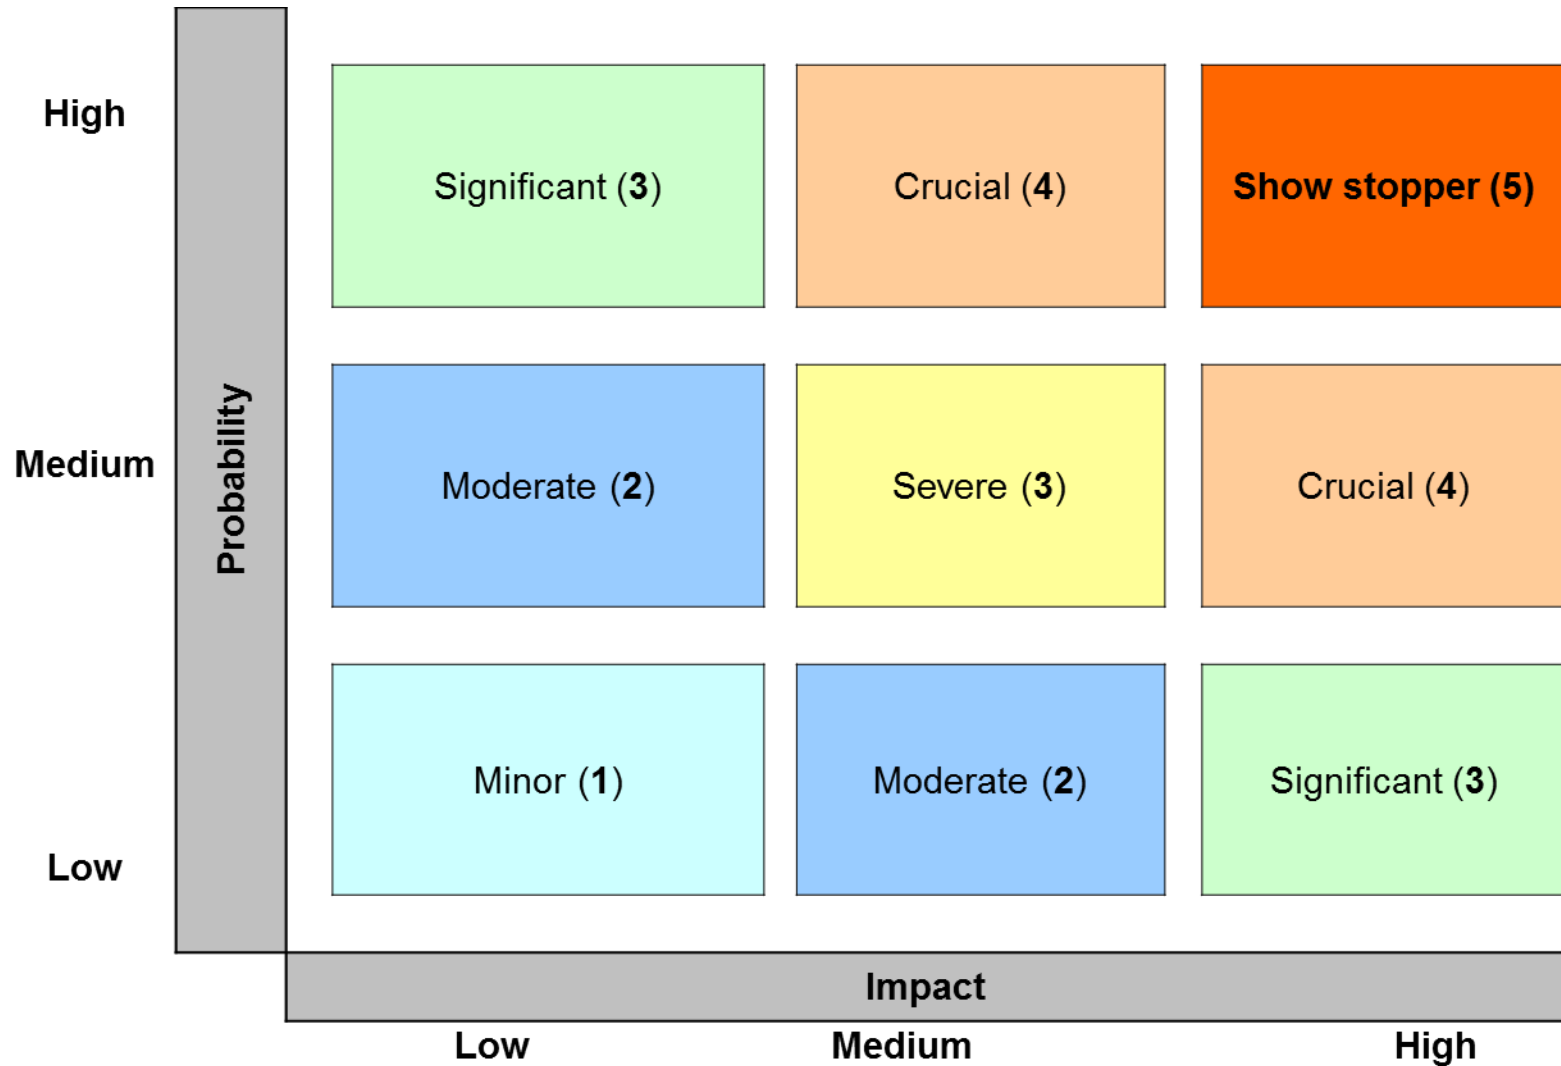 High
Significant (3)
Crucial (4)
Show stopper (5)
Probability
Medium
Moderate (2)
Severe (3)
Crucial (4)
Minor (1)
Moderate (2)
Significant (3)
Low
Impact
Low
Medium
High